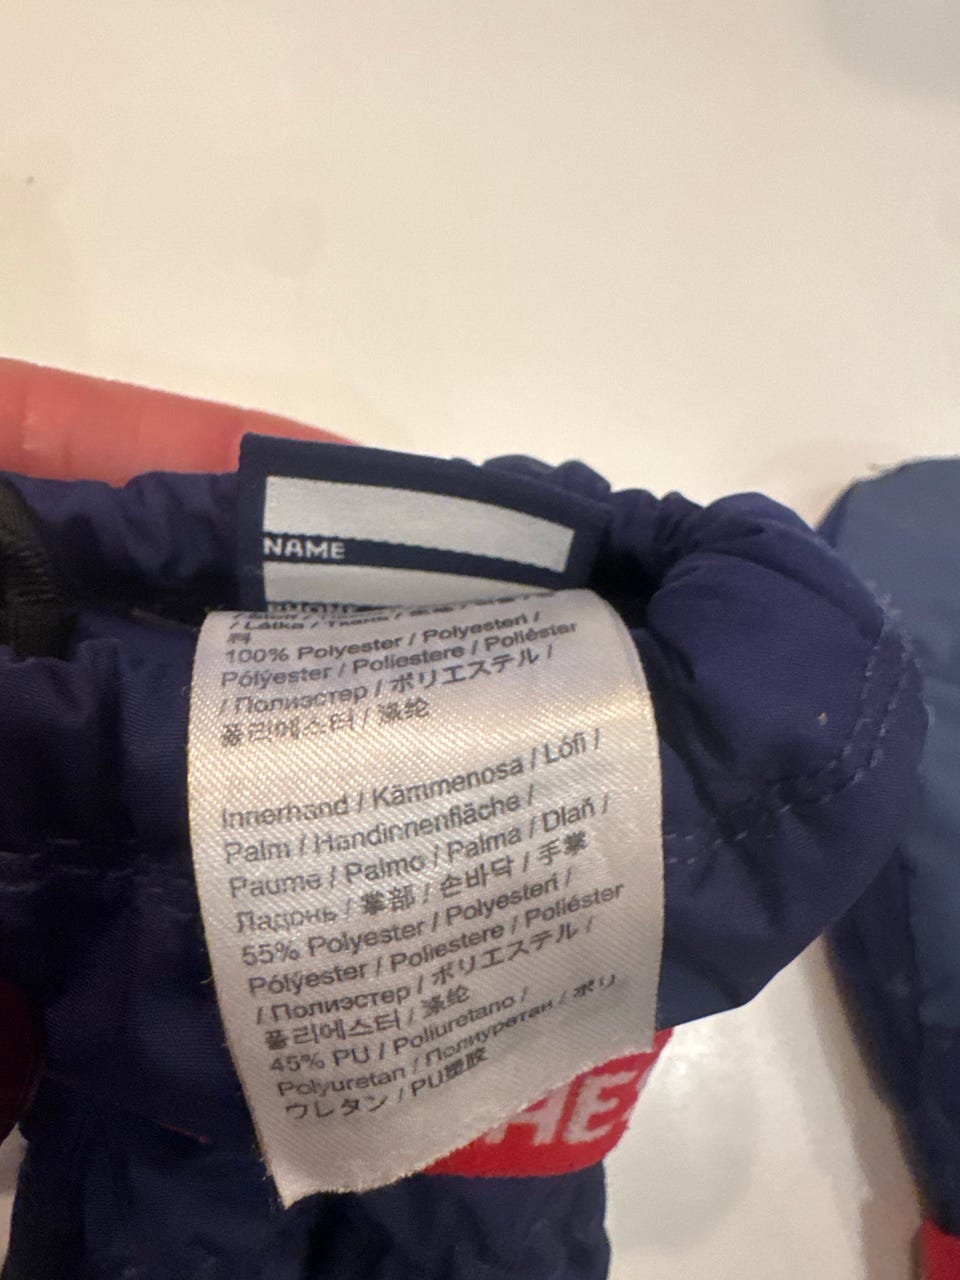 NAME
/ Látka / Ткань /
料
100% Polyester / Polyesteri /
Pólýester / Poliestere / Poliéster
/ Полиэстер / ポリエステル /
폴리에스터 / 涤纶
Innerhand / Kämmenosa / Lófi /
Palm / Handinnenfläche /
Paume / Palmo / Palma / Dlaň /
Ладонь / 掌部 / 손바닥 / 手掌
55% Polyester / Polyesteri /
Pólýester / Poliestere / Poliéster
/ Полиэстер / ポリエステル /
폴리에스터 / 涤纶
45% PU / Poliuretano /
Polyuretan / Полиуретан / ポリ
ウレタン / PU塑胶
HE